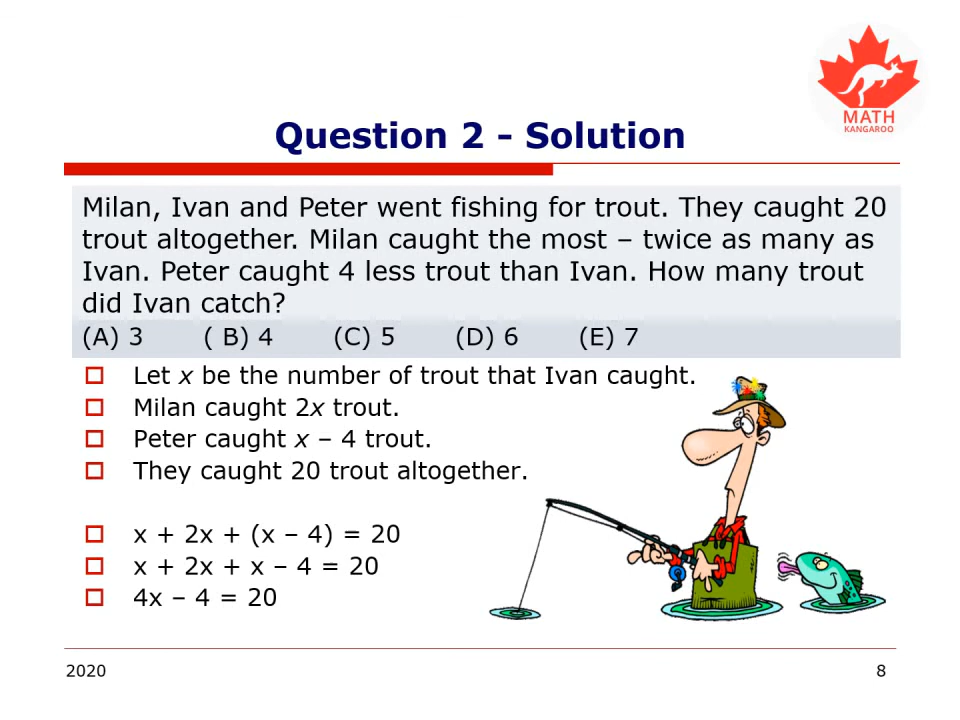 MATH
KANGAROO
Question 2 - Solution
Milan, Ivan and Peter went fishing for trout. They caught 20
trout altogether. Milan caught the most – twice as many as
Ivan. Peter caught 4 less trout than Ivan. How many trout
did Ivan catch?
(A) 3 ( B) 4 (C) 5 (D) 6 (E) 7
Let x be the number of trout that Ivan caught.
Milan caught 2x trout.
Peter caught x – 4 trout.
They caught 20 trout altogether.
x + 2x + (x – 4) = 20
x + 2x + x – 4 = 20
4x – 4 = 20
2020 8